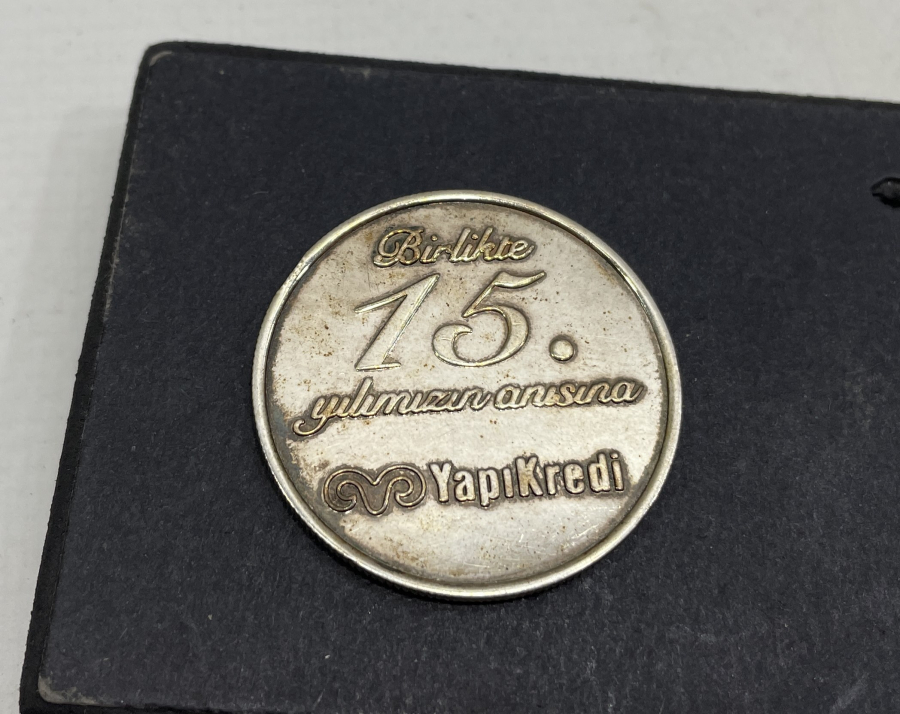 Birlikte
15.
yılımızın anısına
YapıKredi